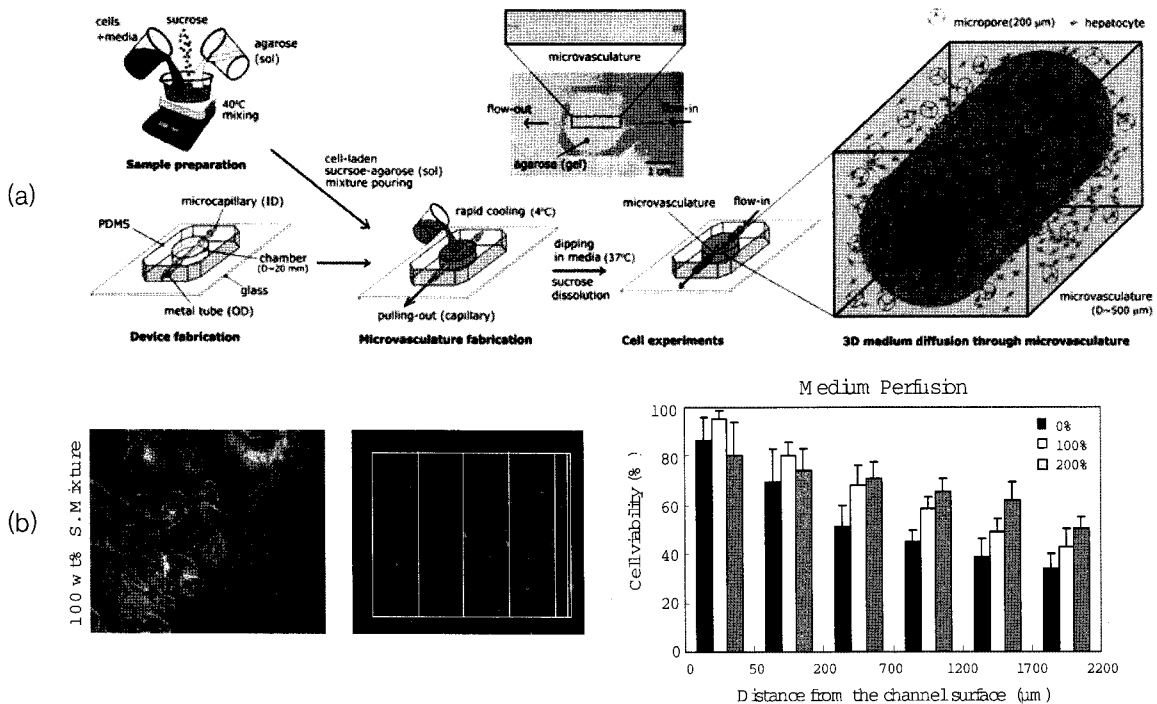 cells
+media
sucrose
agarose
(sol)
40°C
mixing
Sample preparation
microvasculature
flow-out
flow-in
agarose (gel)
1 cm
micropore(200 μm)
hepatocyte
(a)
cell-laden
sucrsoe-agarose (sol)
mixture pouring
microcapillary (ID)
PDMS
chamber
(D~20 mm)
glass
metal tube (OD)
Device fabrication
rapid cooling (4°C)
pulling-out (capillary)
Microvasculature fabrication
dipping
in media (37°C)
sucrose
dissolution
microvasculature
flow-in
Cell experiments
microvasculature
(D~500 μm)
3D medium diffusion through microvasculature
(b)
100 wt% S.Mixture
Medium Perfusion
Cell viability (%)
100
80
60
40
20
0
0%
100%
200%
0 50 200 700 1200 1700 2200
Distance from the channel surface (μm)